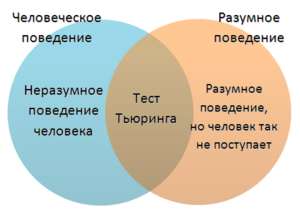 Человеческое
поведение
Разумное
поведение
Неразумное
поведение
человека
Тест
Тьюринга
Разумное
поведение,
но человек так
не поступает